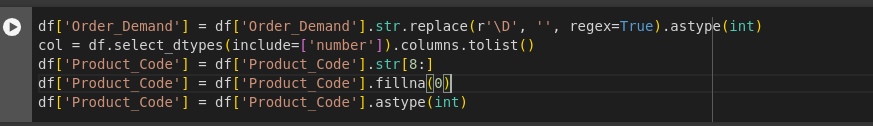 df['Order_Demand'] = df['Order_Demand'].str.replace(r'\D', '', regex=True).astype(int)
col = df.select_dtypes(include=['number']).columns.tolist()
df['Product_Code'] = df['Product_Code'].str[8:]
df['Product_Code'] = df['Product_Code'].fillna(0)
df['Product_Code'] = df['Product_Code'].astype(int)